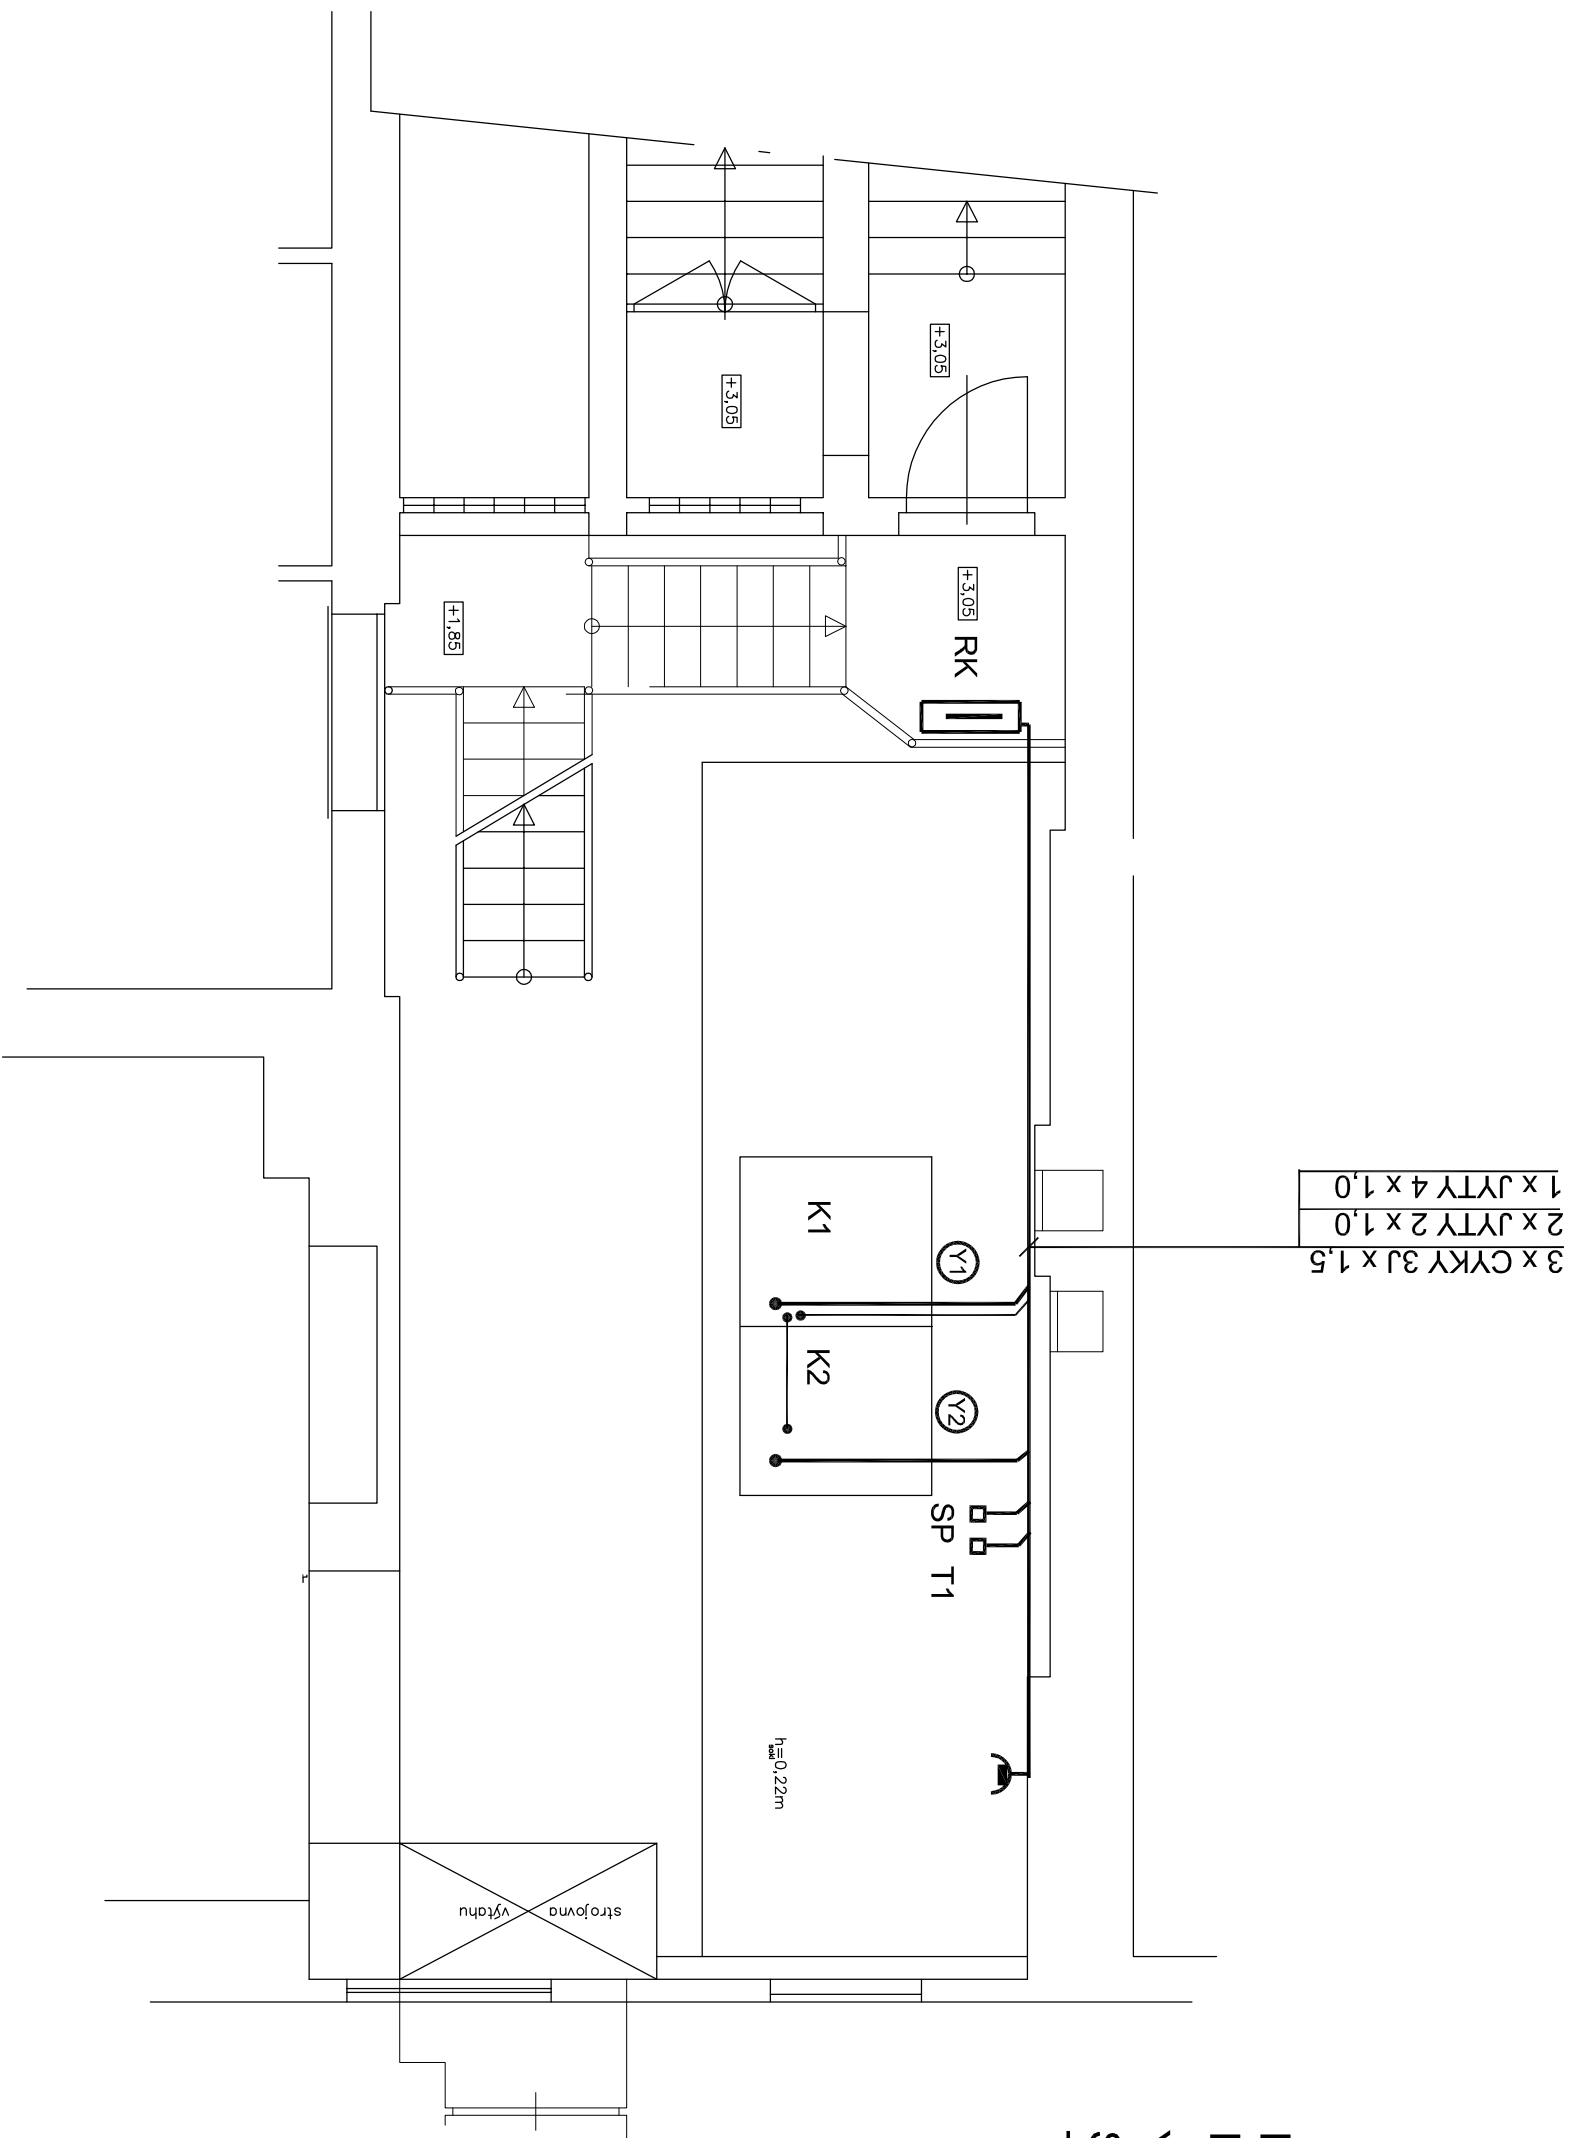 +3,05
+3,05
+3,05
+1,85
RK
K1
Y1
K2
Y2
SP T1
3 x CYKY 3J x 1,5
2 x JYTY 2 x 1,0
1 x JYTY 4 x 1,0
h=0,22m
sokl
strojovna
výtahu